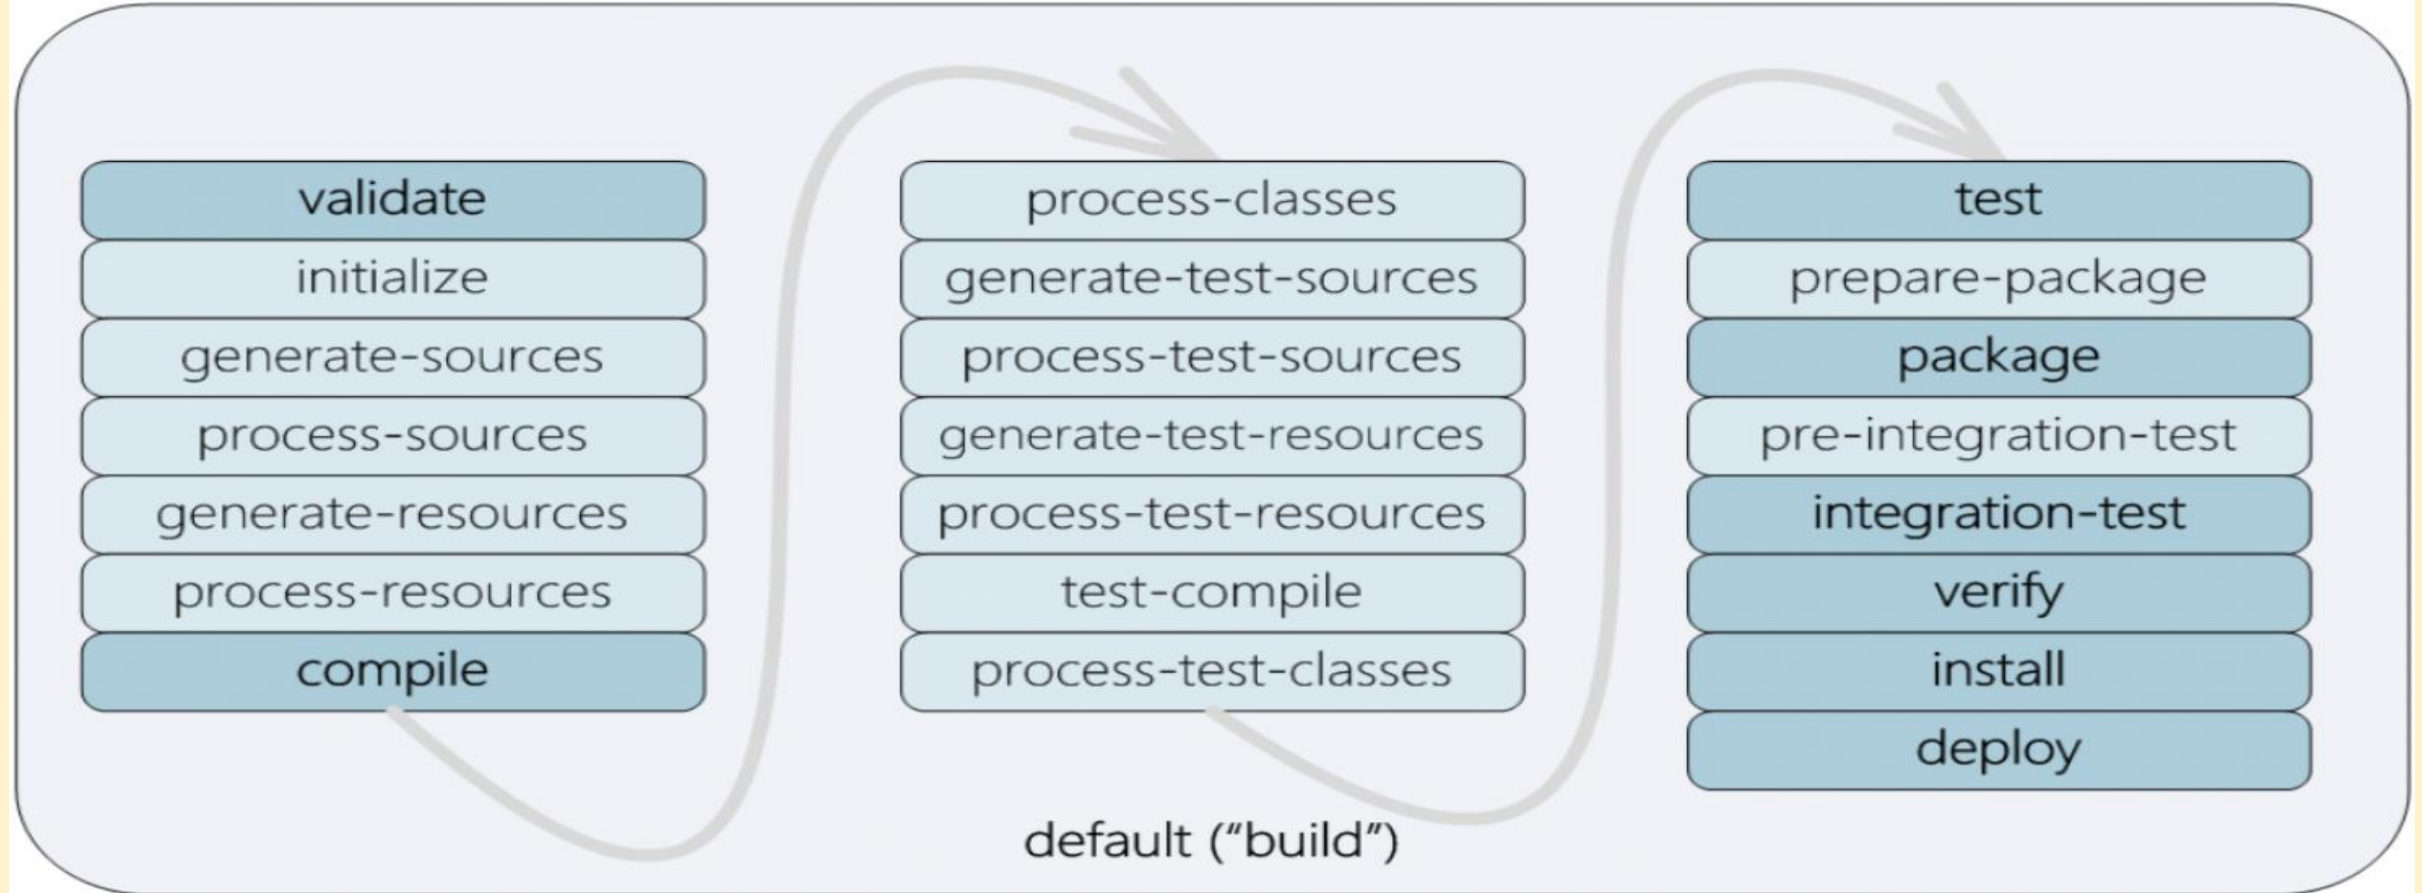 validate
initialize
generate-sources
process-sources
generate-resources
process-resources
compile
process-classes
generate-test-sources
process-test-sources
generate-test-resources
process-test-resources
test-compile
process-test-classes
test
prepare-package
package
pre-integration-test
integration-test
verify
install
deploy
default (“build”)